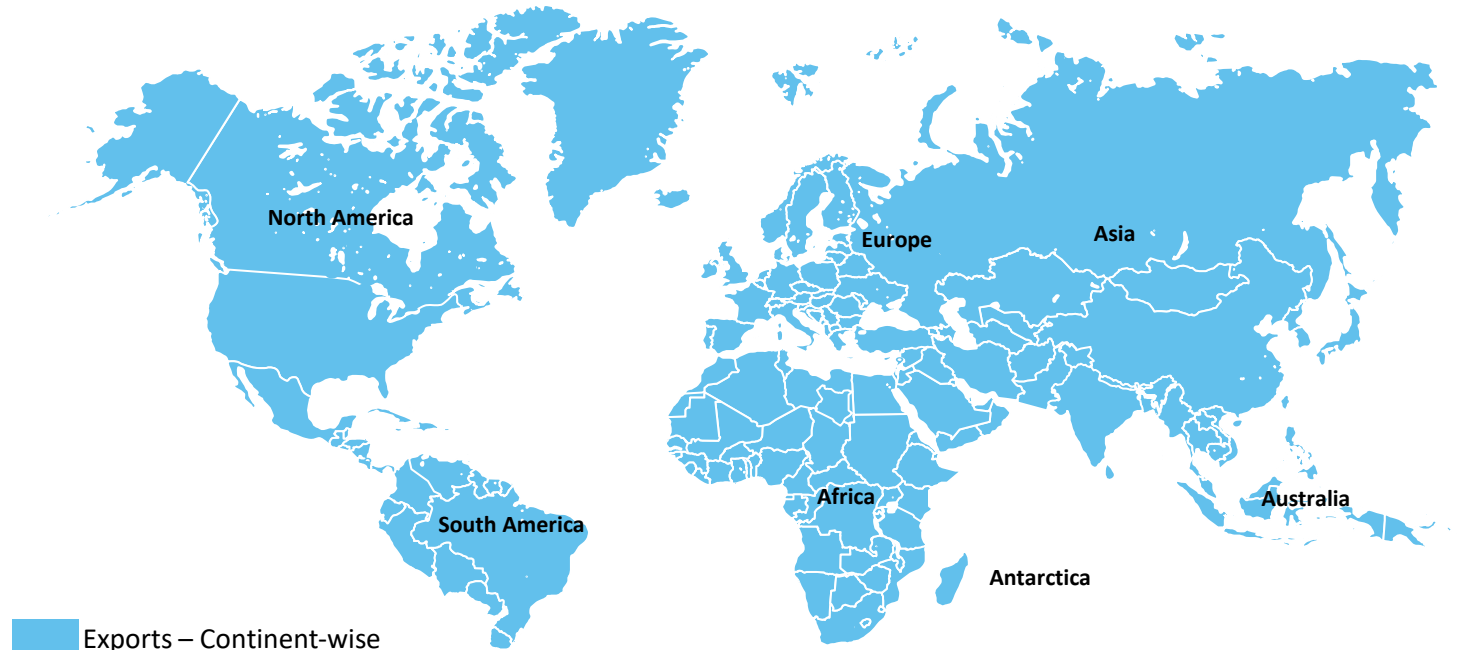 North America
Europe
Asia
Africa
Australia
South America
Antarctica
Exports – Continent-wise